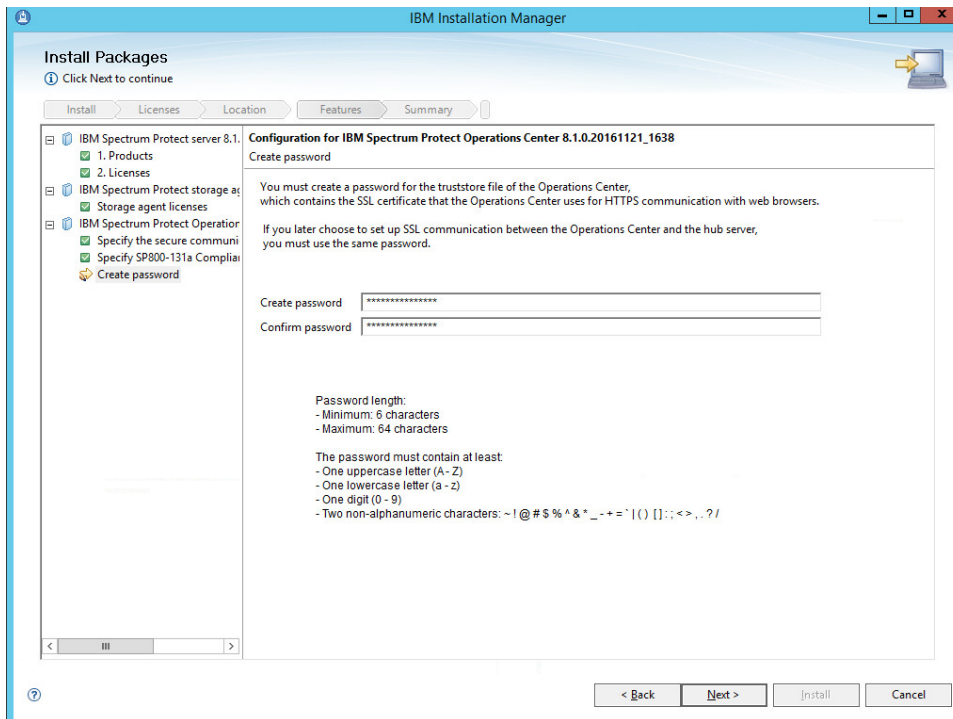 IBM Installation Manager
Install Packages
Click Next to continue
Install
Licenses
Location
Features
Summary
IBM Spectrum Protect server 8.1.
1. Products
2. Licenses
IBM Spectrum Protect storage ag
Storage agent licenses
IBM Spectrum Protect Operation
Specify the secure communi
Specify SP800-131a Complian
Create password
Configuration for IBM Spectrum Protect Operations Center 8.1.0.20161121_1638
Create password
You must create a password for the truststore file of the Operations Center,
which contains the SSL certificate that the Operations Center uses for HTTPS communication with web browsers.
If you later choose to set up SSL communication between the Operations Center and the hub server,
you must use the same password.
Create password ***************
Confirm password ***************
Password length:
- Minimum: 6 characters
- Maximum: 64 characters
The password must contain at least:
- One uppercase letter (A - Z)
- One lowercase letter (a - z)
- One digit (0 - 9)
- Two non-alphanumeric characters: ~ ! @ # $ % ^ & * _ - + = ` | ( ) [ ] : ; < > , . ? /
< Back
Next >
Install
Cancel